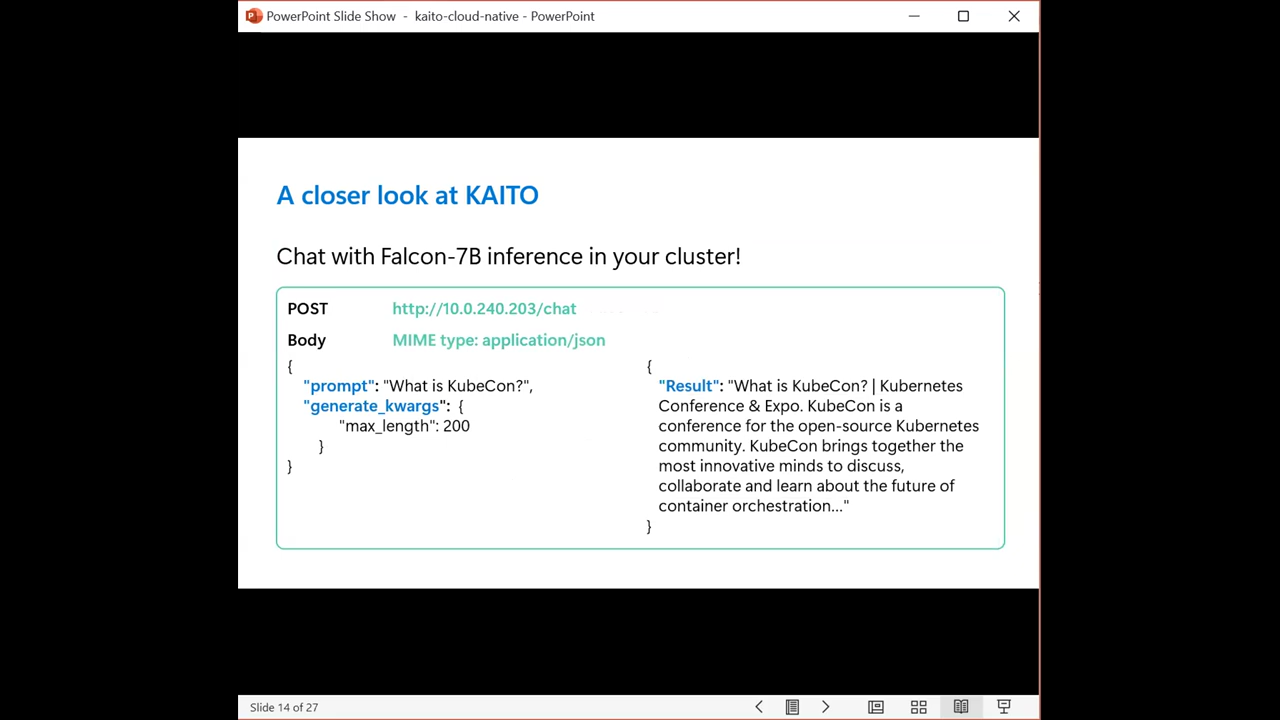 PowerPoint Slide Show - kaito-cloud-native - PowerPoint
A closer look at KAITO
Chat with Falcon-7B inference in your cluster!
POST http://10.0.240.203/chat
Body MIME type: application/json
{
"prompt": "What is KubeCon?",
"generate_kwargs": {
"max_length": 200
}
}
{
"Result": "What is KubeCon? | Kubernetes
Conference & Expo. KubeCon is a
conference for the open-source Kubernetes
community. KubeCon brings together the
most innovative minds to discuss,
collaborate and learn about the future of
container orchestration..."
}
Slide 14 of 27